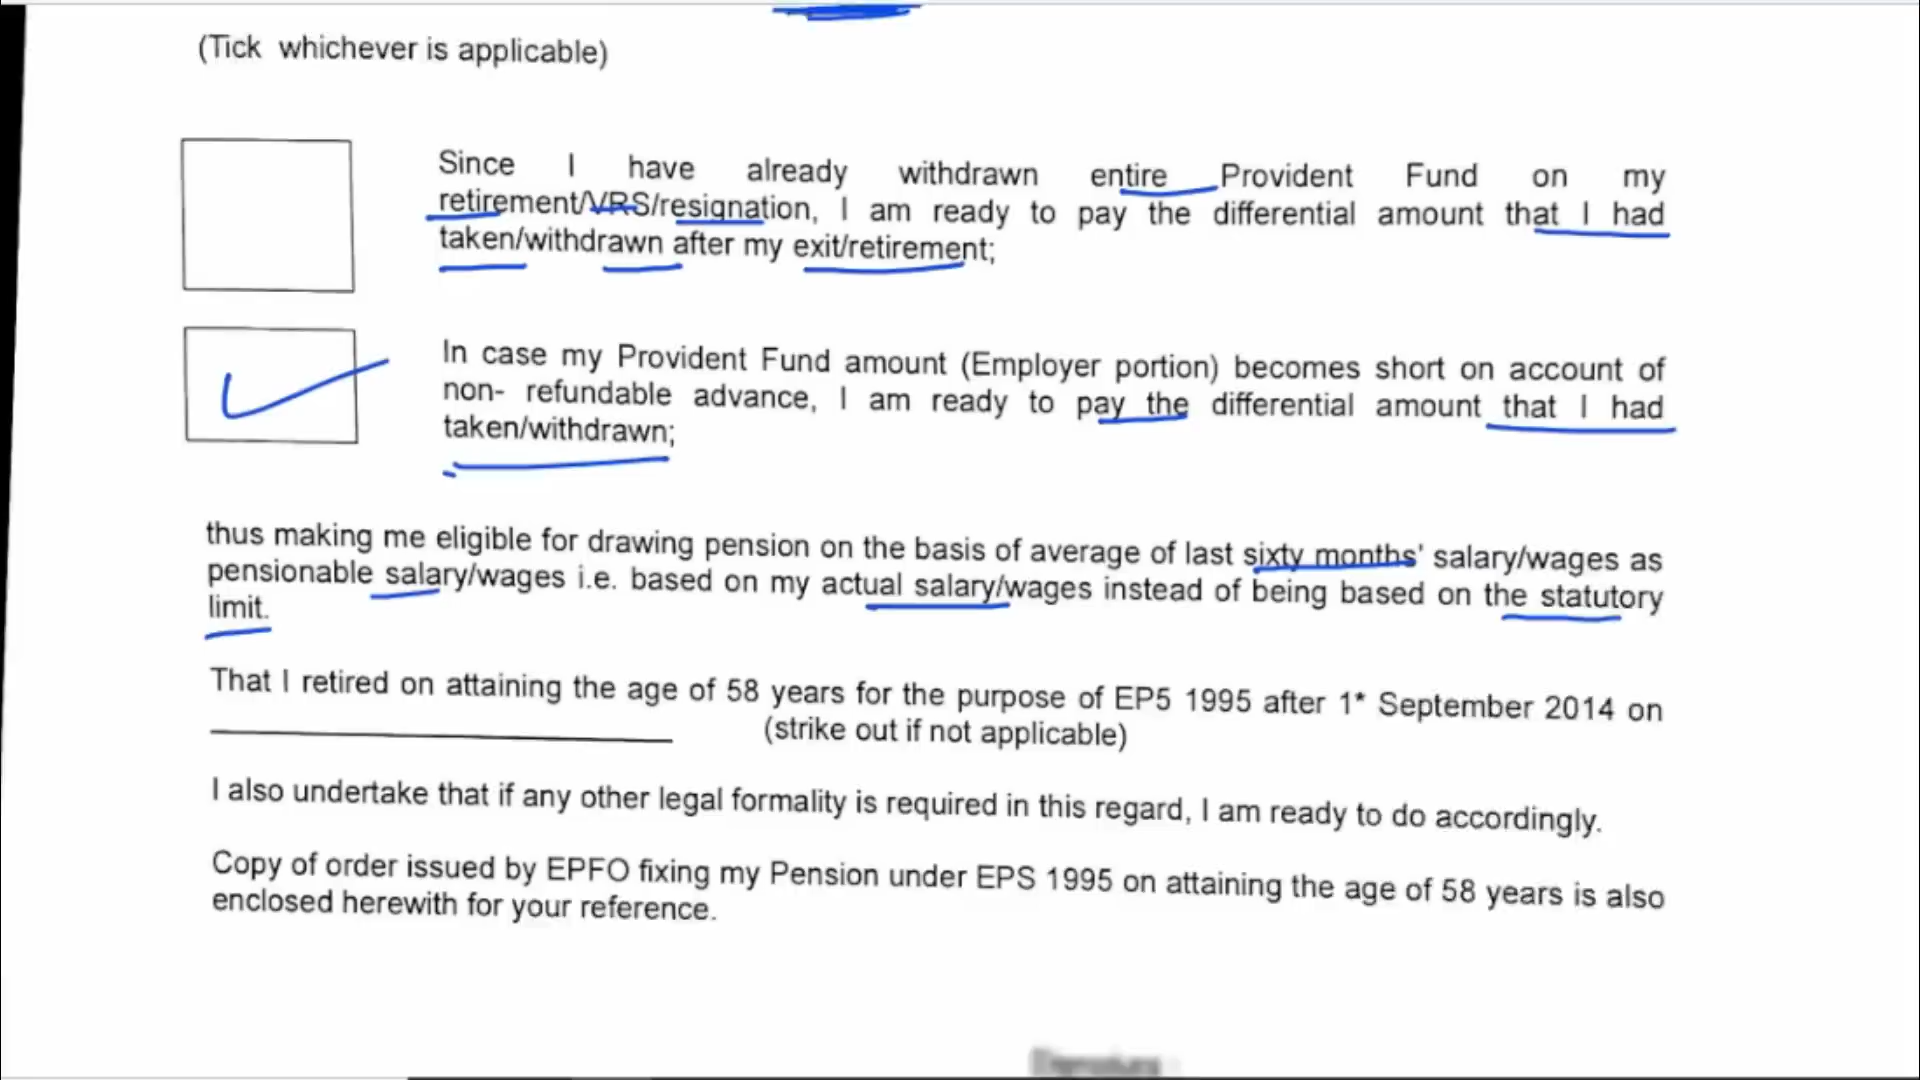 (Tick whichever is applicable)
Since I have already withdrawn entire Provident Fund on my
retirement/VRS/resignation, I am ready to pay the differential amount that I had
taken/withdrawn after my exit/retirement;
In case my Provident Fund amount (Employer portion) becomes short on account of
non- refundable advance, I am ready to pay the differential amount that I had
taken/withdrawn;
thus making me eligible for drawing pension on the basis of average of last sixty months' salary/wages as
pensionable salary/wages i.e. based on my actual salary/wages instead of being based on the statutory
limit.
That I retired on attaining the age of 58 years for the purpose of EP5 1995 after 1* September 2014 on
(strike out if not applicable)
I also undertake that if any other legal formality is required in this regard, I am ready to do accordingly.
Copy of order issued by EPFO fixing my Pension under EPS 1995 on attaining the age of 58 years is also
enclosed herewith for your reference.